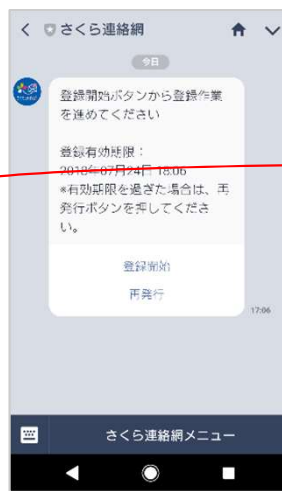 さくら連絡網
今日
登録開始ボタンから登録作業
を進めてください
登録有効期限：
2018年07月24日 18:06
*有効期限を過ぎた場合は、再
発行ボタンを押してくださ
い。
登録開始
再発行
17:06
さくら連絡網メニュー